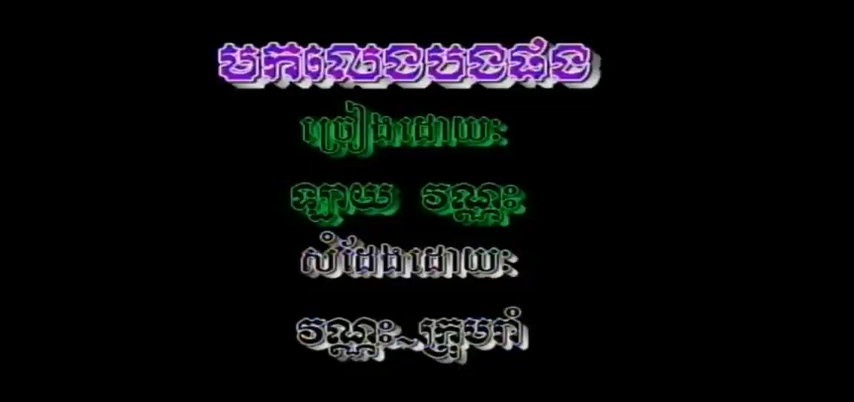 មកលេងបងផង
ច្រៀងដោយៈ
ឡាយ វណ្ណះ
សំដែងដោយៈ
វណ្ណះ_ក្រុមរាំ